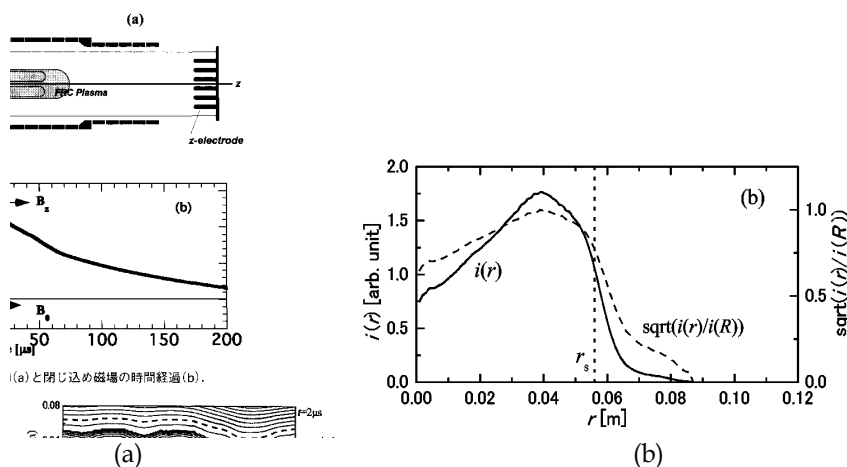 (a)
z
FRC Plasma
z-electrode
B_z
(b)
B_θ
50 100 150 200
[μs]
(a)と閉じ込め磁場の時間経過(b).
0.08
t=2μs
(a)
2.0
1.5
1.0
0.5
0.0
i(r) [arb. unit]
(b)
i(r)
sqrt(i(r)/i(R))
r_s
1.0
0.5
0.0
sqrt(i(r)/i(R))
0.00 0.02 0.04 0.06 0.08 0.10 0.12
r [m]
(b)